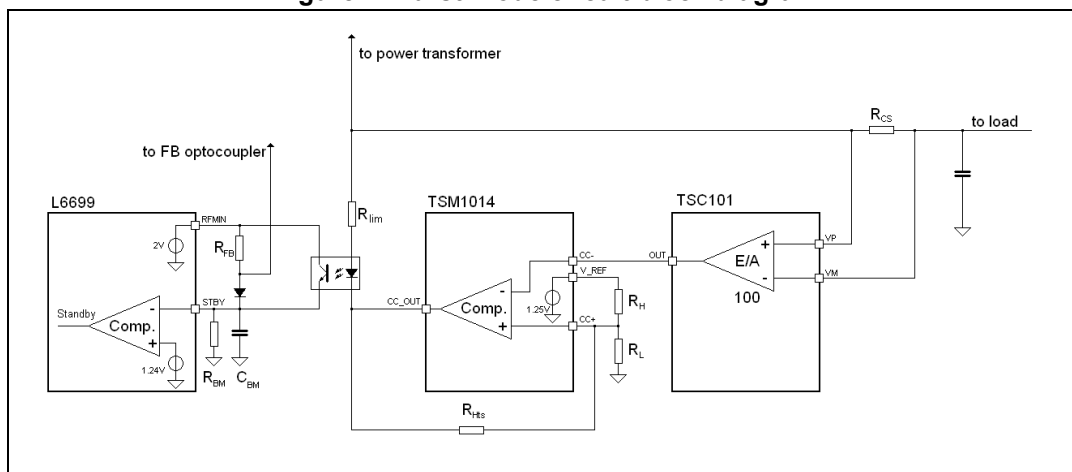 to power transformer
R_CS
to load
to FB optocoupler
L6699
TSM1014
TSC101
RFMIN
R_lim
2V
R_FB
VP
OUT
CC-
+
E/A
-
VM
100
V_REF
-
R_H
STBY
CC_OUT
1.25V
Standby
-
Comp.
+
Comp.
+
CC+
R_L
1.24V
R_BM
C_BM
R_Hts